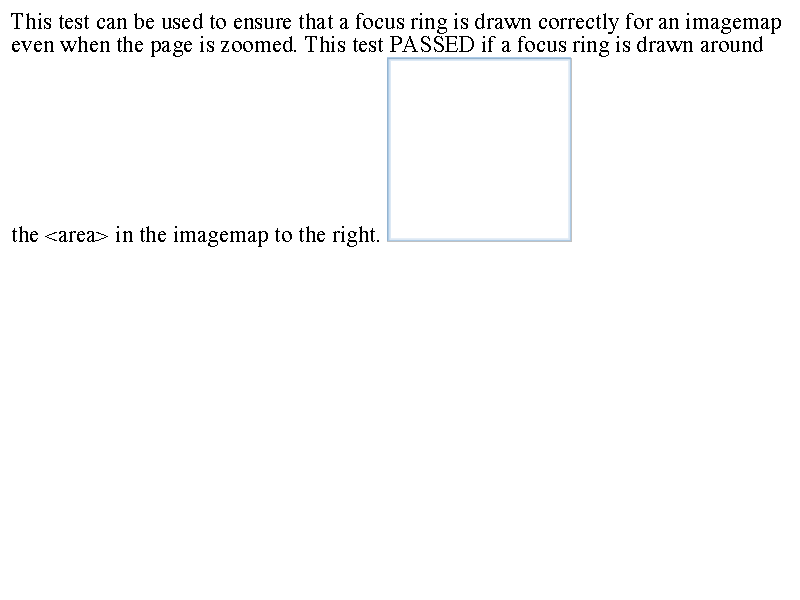 This test can be used to ensure that a focus ring is drawn correctly for an imagemap
even when the page is zoomed. This test PASSED if a focus ring is drawn around
the <area> in the imagemap to the right.